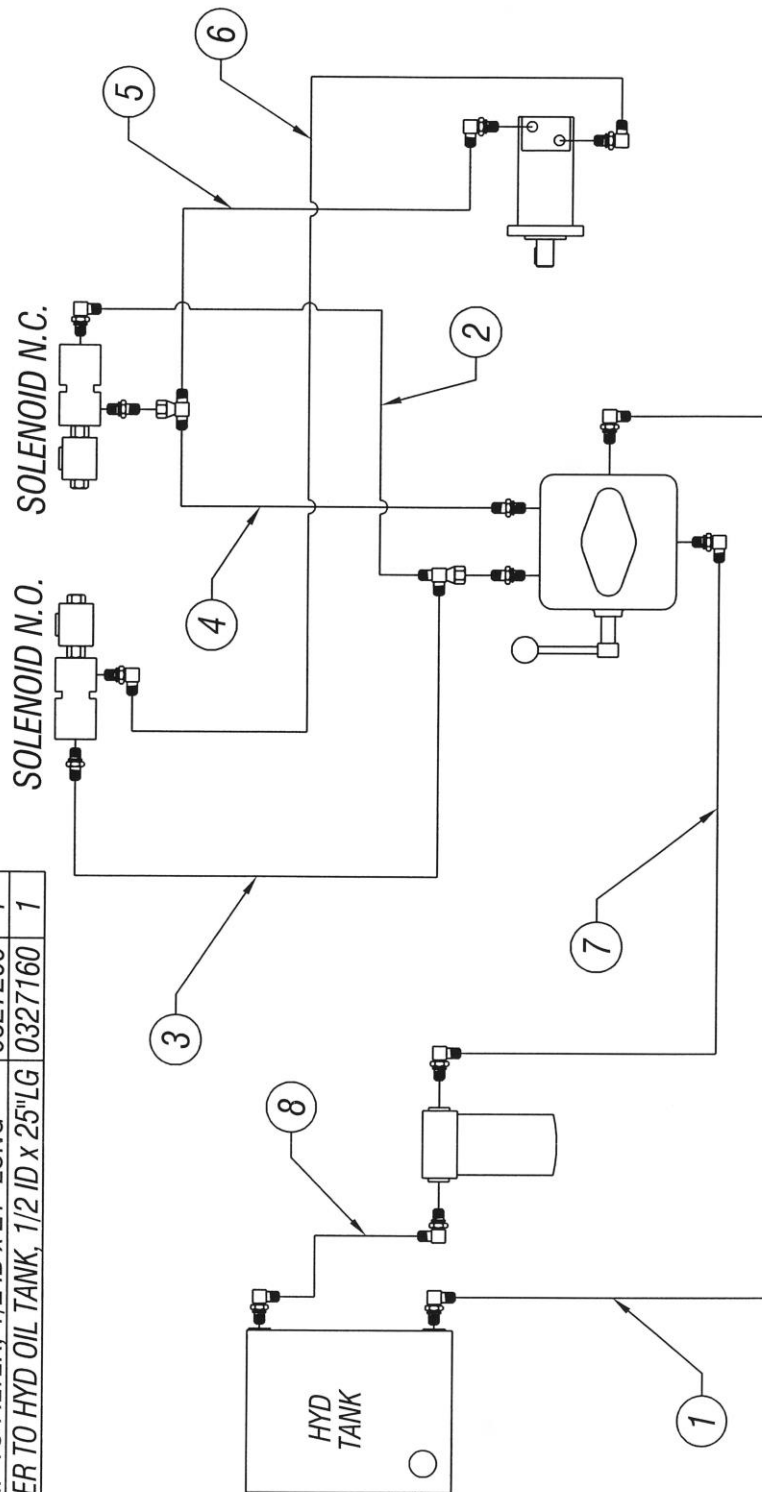 ER TO HYD OIL TANK, 1/2 ID x 25"LG 0327160 1
SOLENOID N.O.
SOLENOID N.C.
HYD
TANK
1
2
3
4
5
6
7
8